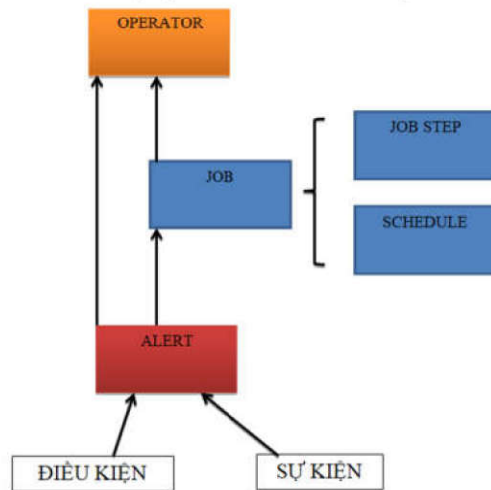 OPERATOR
JOB STEP
JOB
SCHEDULE
ALERT
ĐIỀU KIỆN
SỰ KIỆN